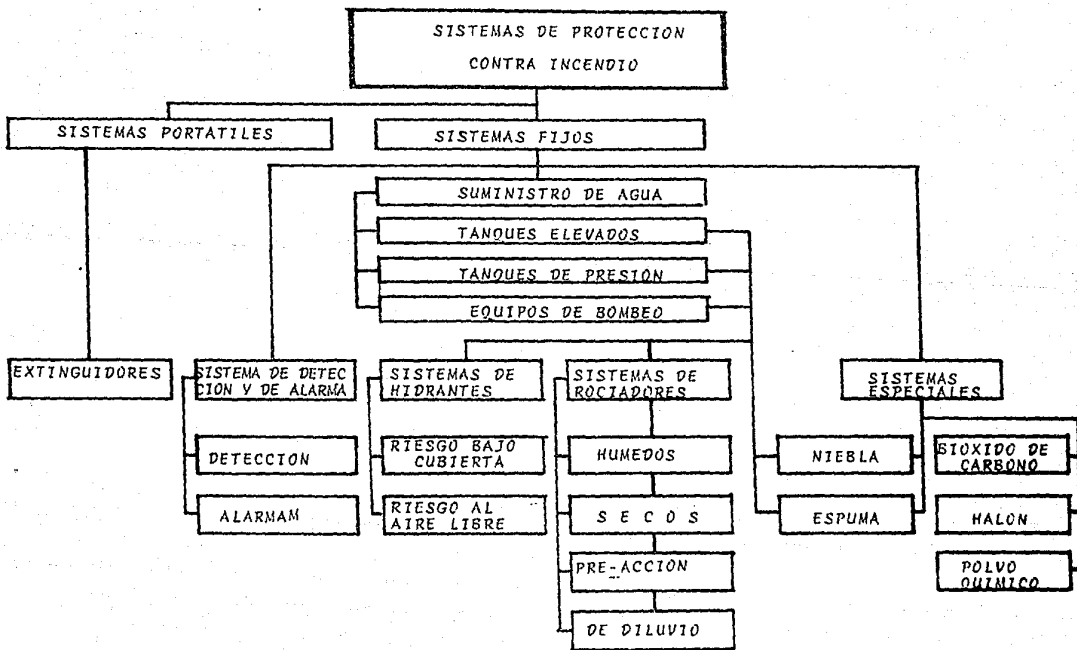 SISTEMAS DE PROTECCION
CONTRA INCENDIO
SISTEMAS PORTATILES
SISTEMAS FIJOS
SUMINISTRO DE AGUA
TANQUES ELEVADOS
TANQUES DE PRESION
EQUIPOS DE BOMBEO
EXTINGUIDORES
SISTEMA DE DETEC
CION Y DE ALARMA
SISTEMAS DE
HIDRANTES
SISTEMAS DE
ROCIADORES
SISTEMAS
ESPECIALES
DETECCION
RIESGO BAJO
CUBIERTA
HUMEDOS
NIEBLA
BIOXIDO DE
CARBONO
ALARMAM
RIESGO AL
AIRE LIBRE
S E C O S
ESPUMA
HALON
PRE-ACCION
POLVO
QUIMICO
DE DILUVIO